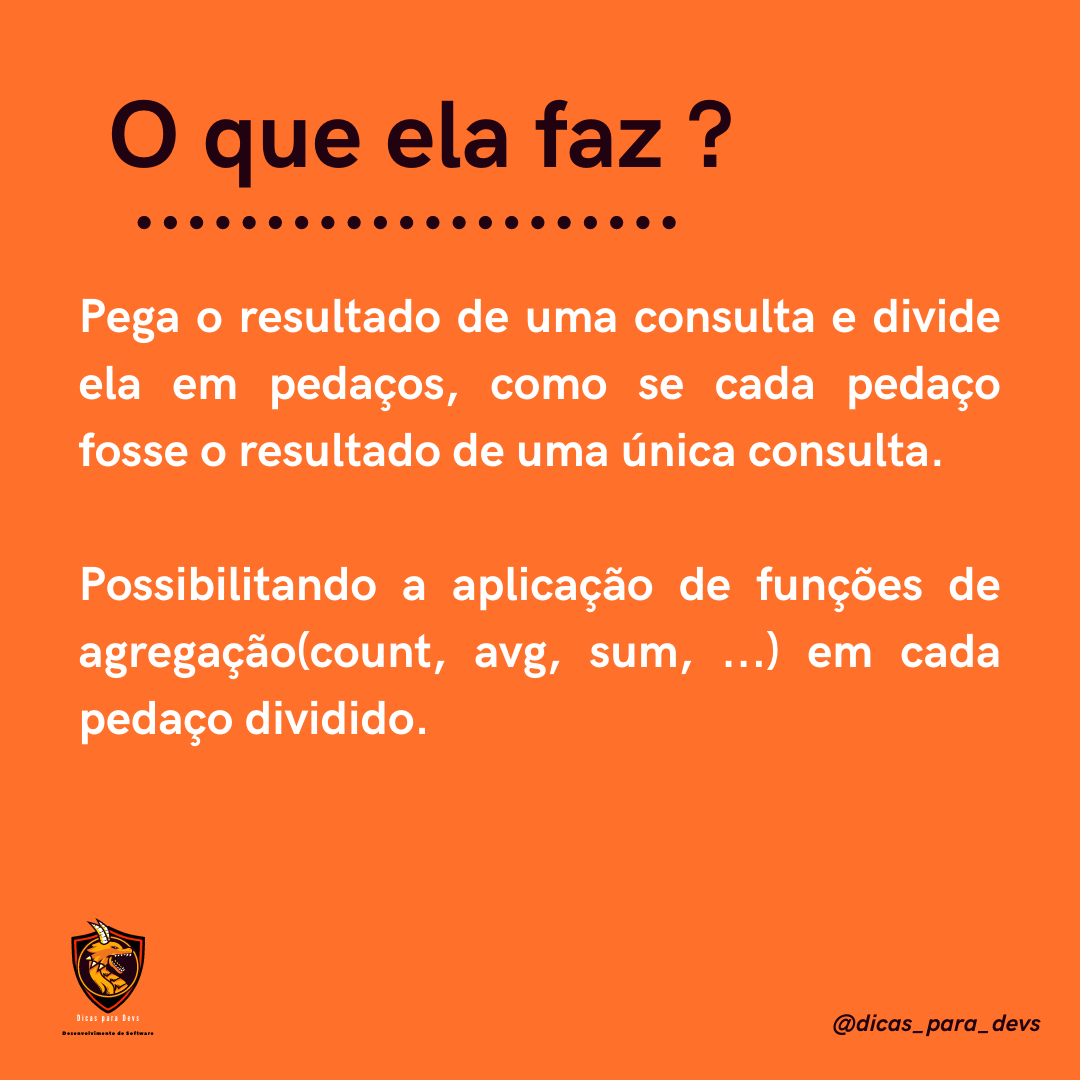 O que ela faz ?
Pega o resultado de uma consulta e divide
ela em pedaços, como se cada pedaço
fosse o resultado de uma única consulta.
Possibilitando a aplicação de funções de
agregação(count, avg, sum, ...) em cada
pedaço dividido.
Dicas para Devs
Desenvolvimento de Software
@dicas_para_devs